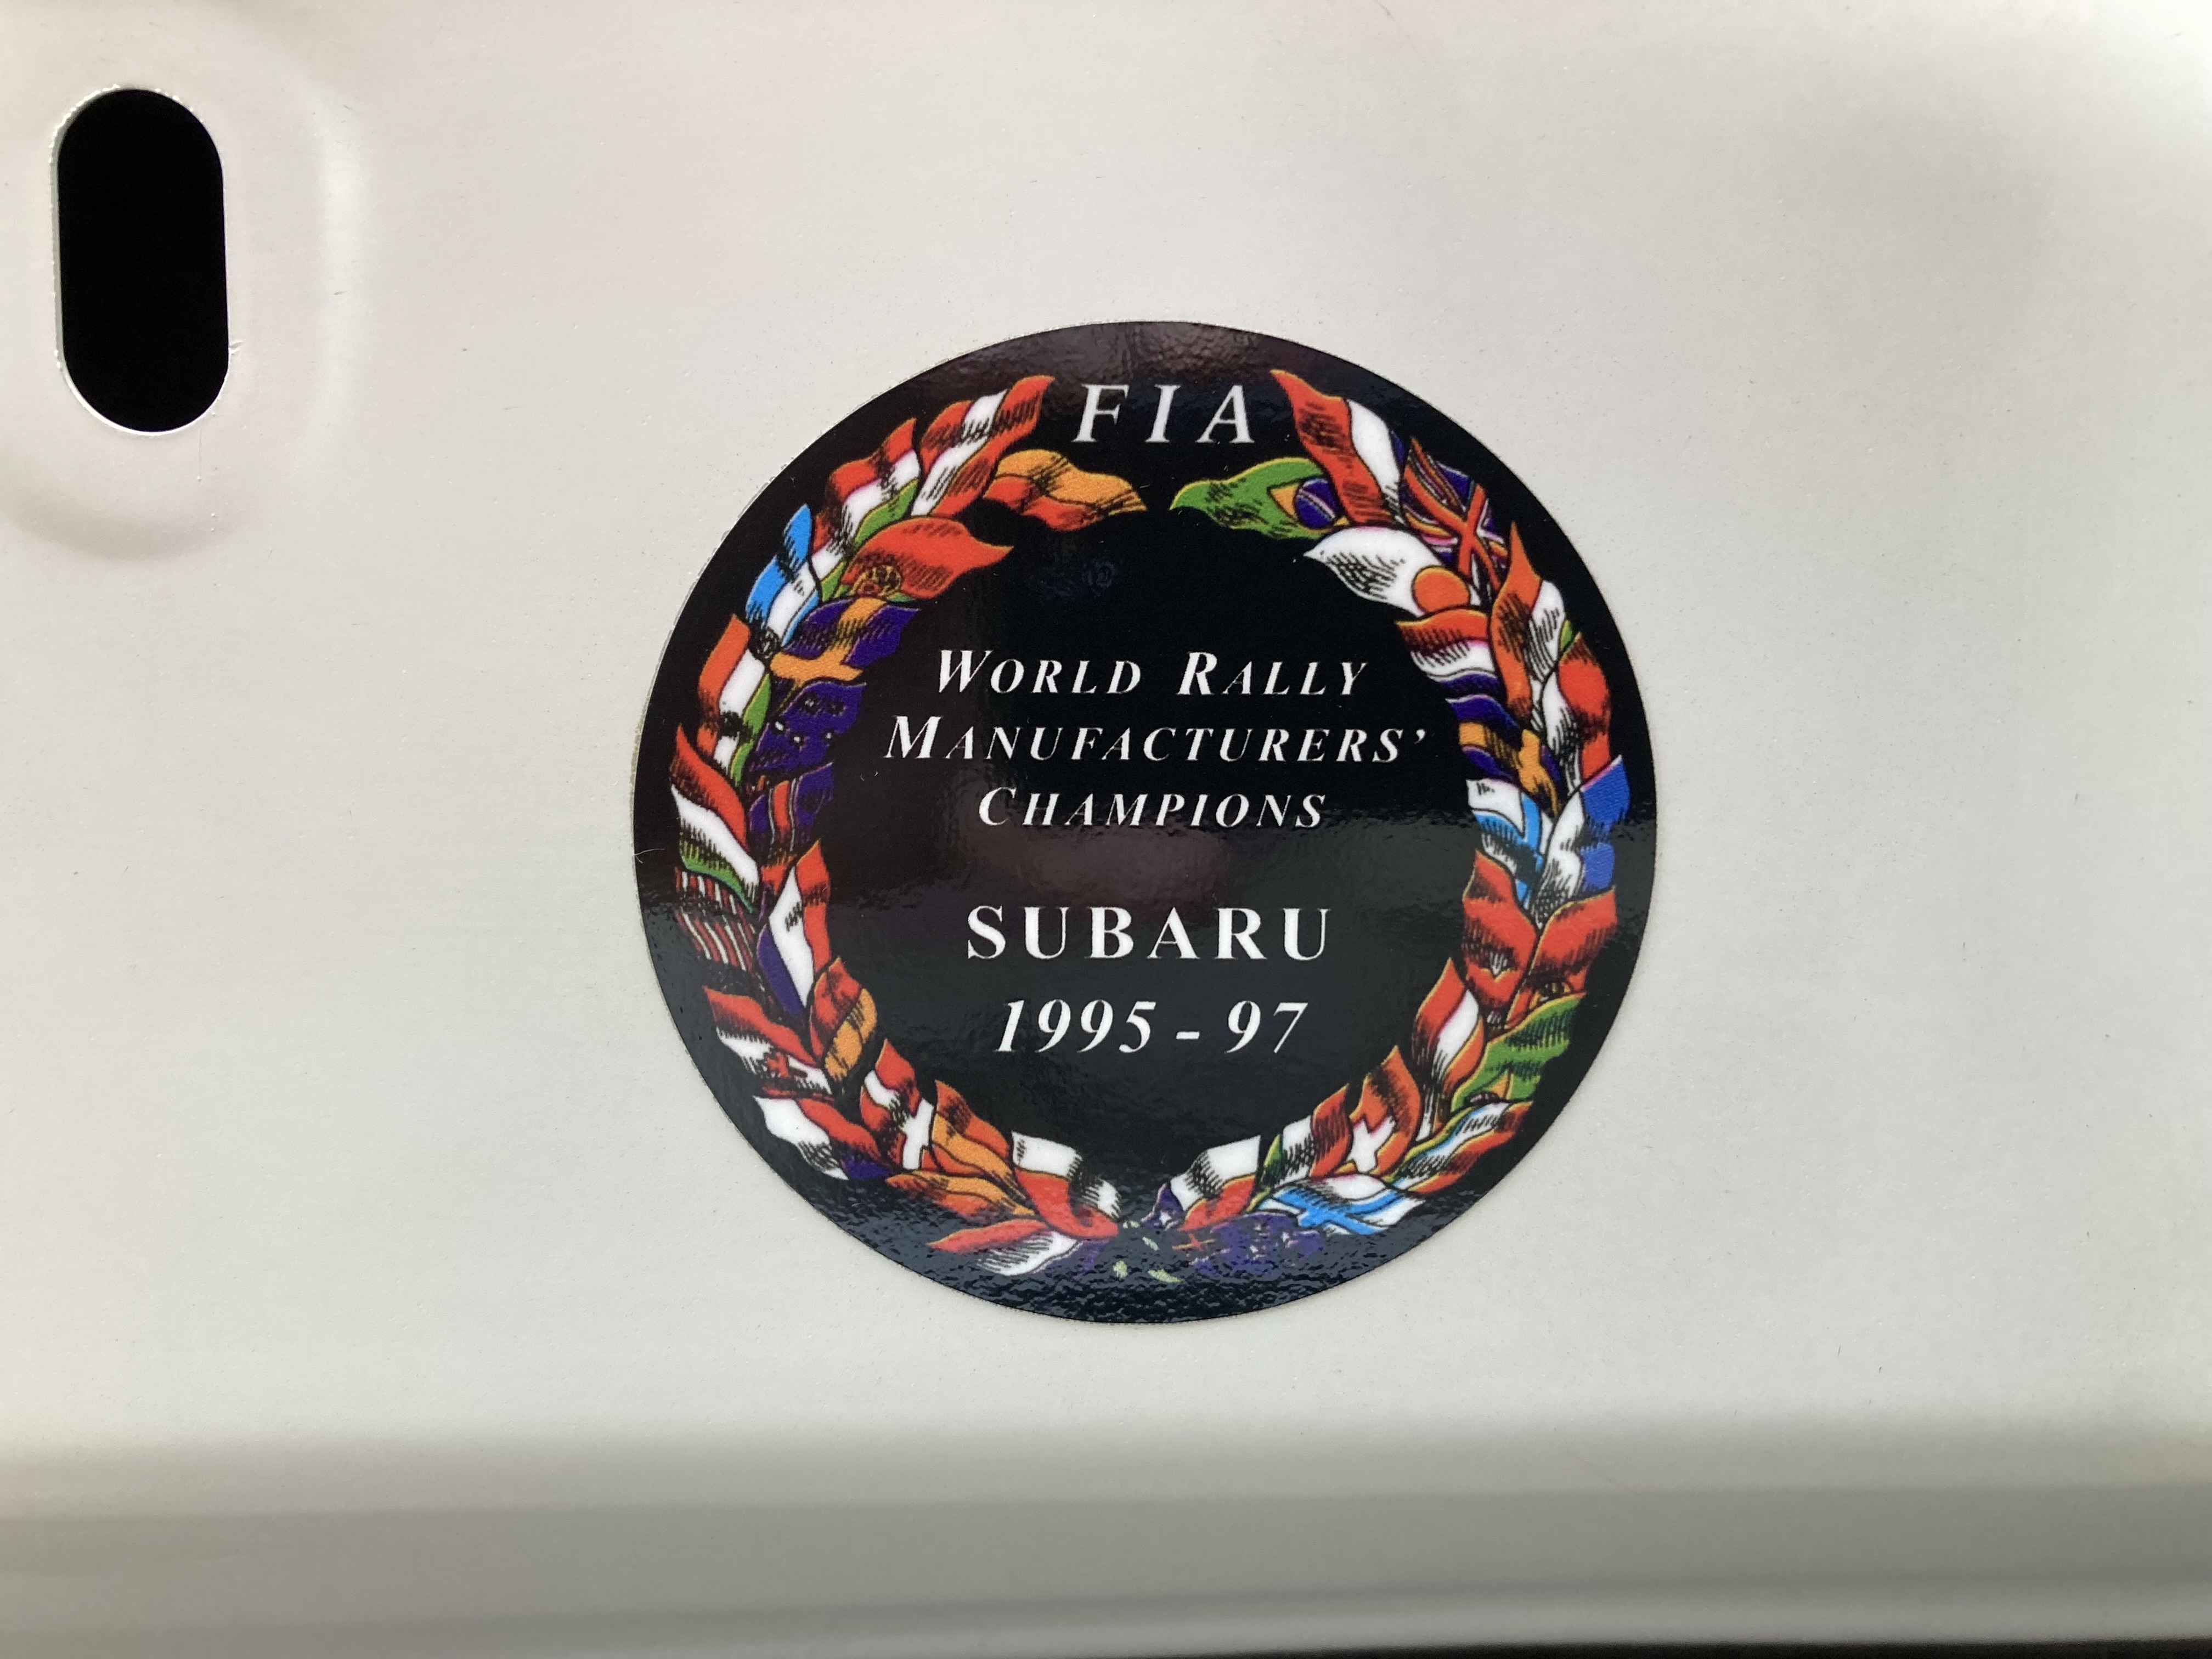 FIA
WORLD RALLY
MANUFACTURERS'
CHAMPIONS
SUBARU
1995 - 97